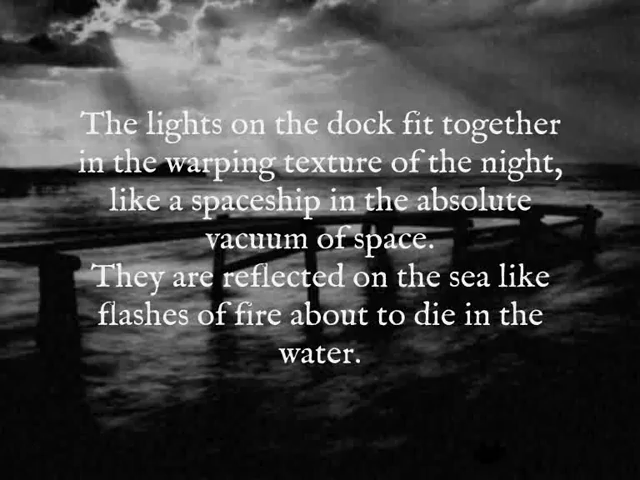 The lights on the dock fit together
in the warping texture of the night,
like a spaceship in the absolute
vacuum of space.
They are reflected on the sea like
flashes of fire about to die in the
water.